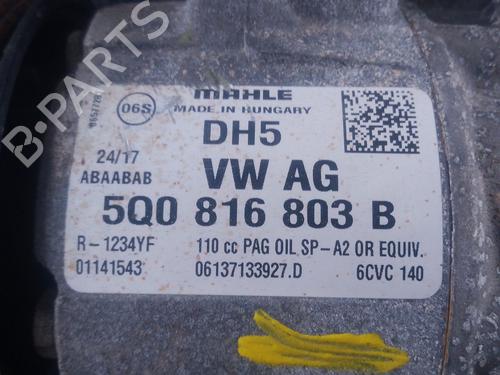 MAHLE
06S
MADE IN HUNGARY
DH5
24/17
VW AG
ABAABAB
5Q0 816 803 B
R-1234YF
110 cc PAG OIL SP-A2 OR EQUIV.
01141543
06137133927.D
6CVC 140
B-PARTS